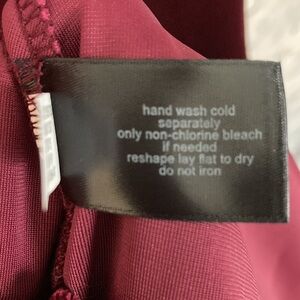 hand wash cold
separately
only non-chlorine bleach
if needed
reshape lay flat to dry
do not iron